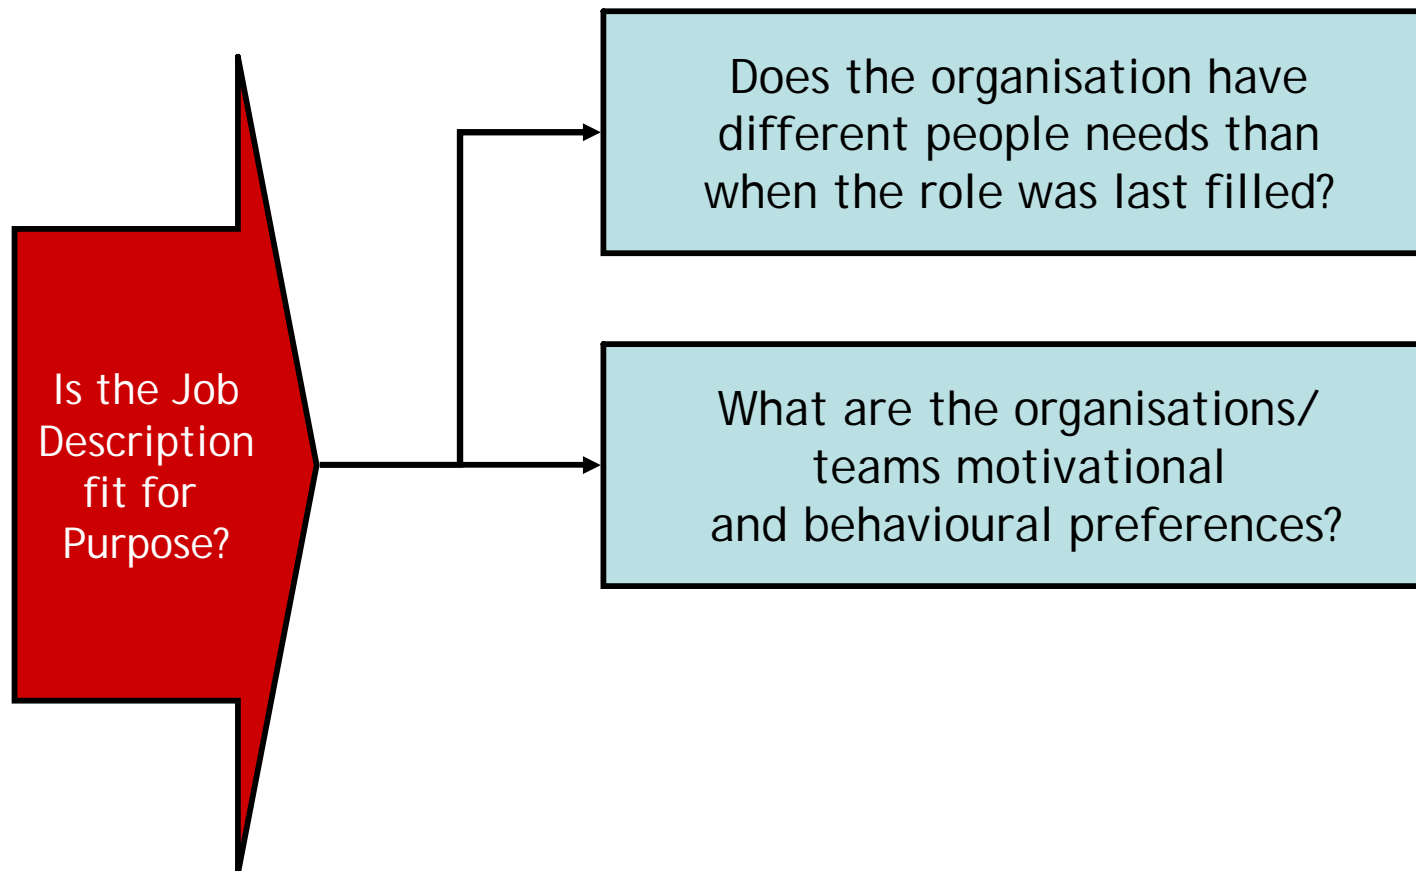 Is the Job
Description
fit for
Purpose?
Does the organisation have
different people needs than
when the role was last filled?
What are the organisations/
teams motivational
and behavioural preferences?